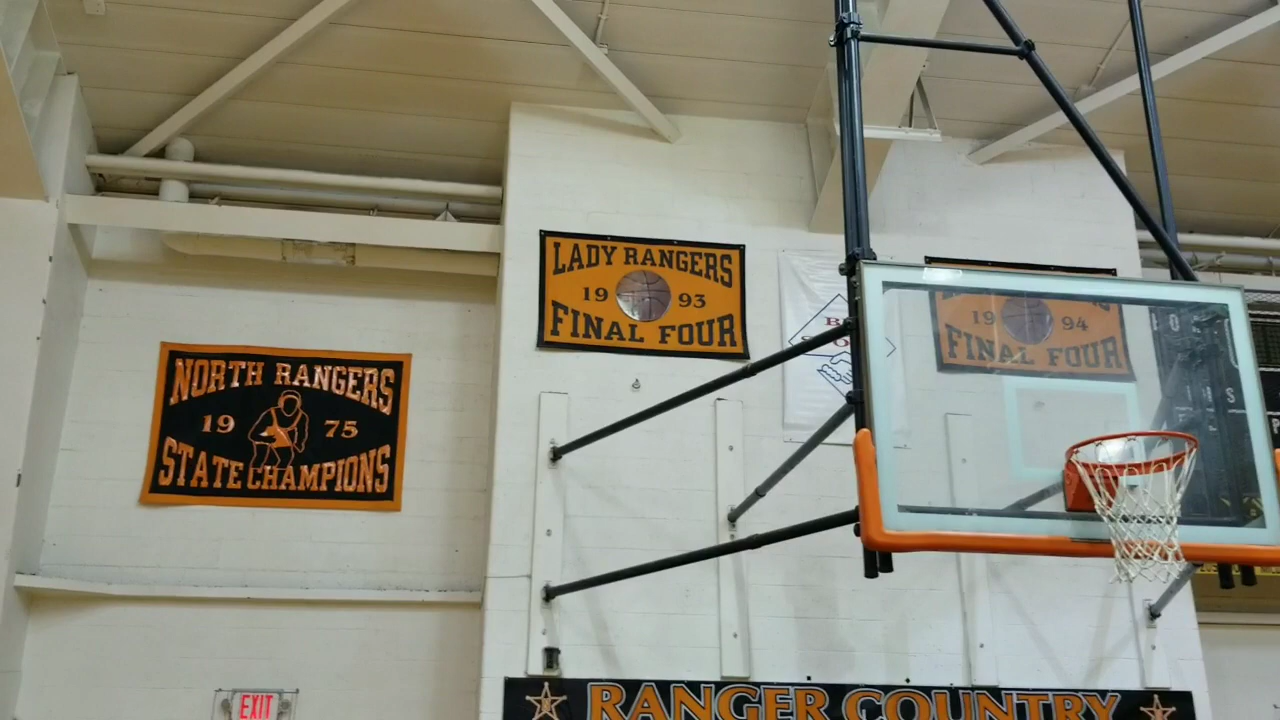 NORTH RANGERS
19 75
STATE CHAMPIONS
LADY RANGERS
19 93
FINAL FOUR
19 94
FINAL FOUR
EXIT
RANGER COUNTRY